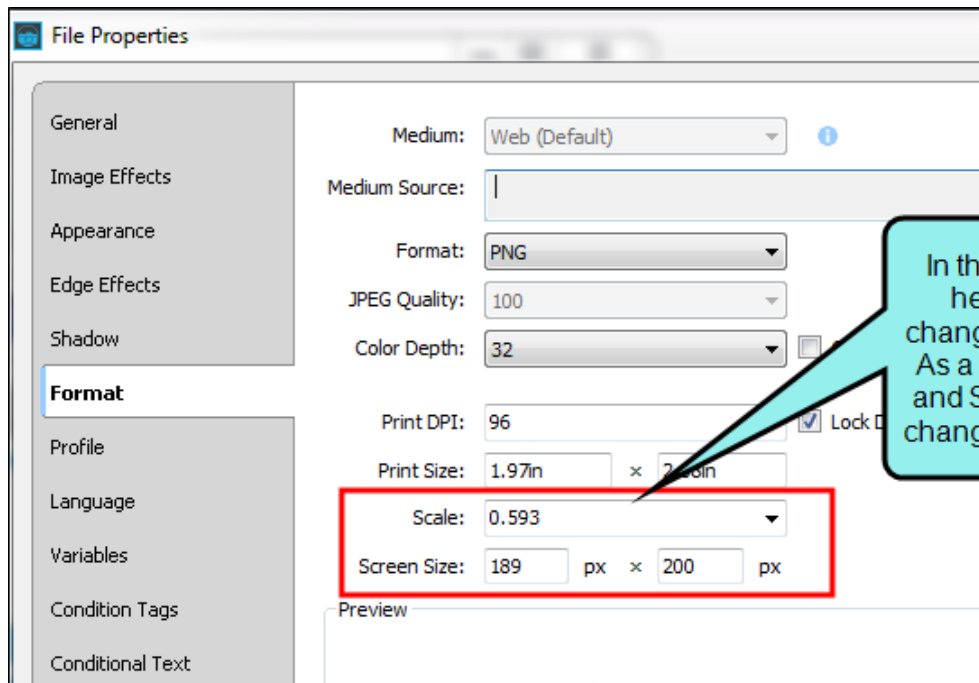 File Properties
General
Image Effects
Appearance
Edge Effects
Shadow
Format
Profile
Language
Variables
Condition Tags
Conditional Text
Medium: Web (Default)
Medium Source:
Format: PNG
JPEG Quality: 100
Color Depth: 32
Print DPI: 96 Lock
Print Size: 1.97in ×
Scale: 0.593
Screen Size: 189 px × 200 px
Preview
In th
he
chang
As a
and S
chang